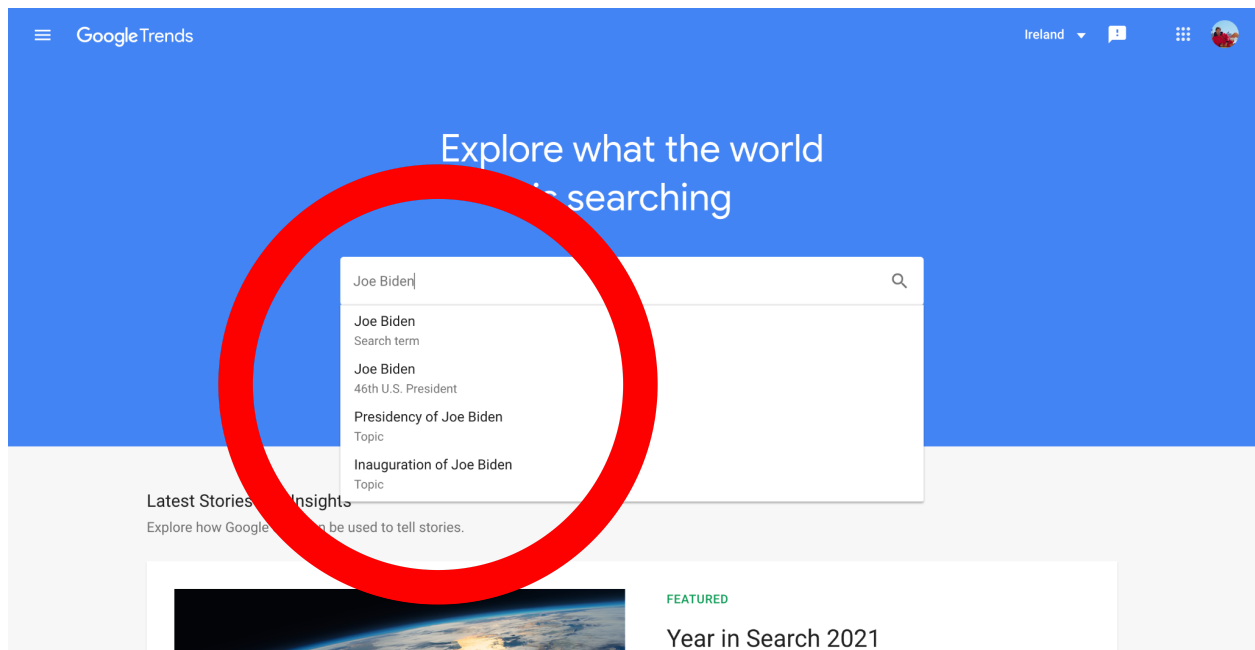 Google Trends
Ireland
Explore what the world
searching
Joe Biden
Joe Biden
Search term
Joe Biden
46th U.S. President
Presidency of Joe Biden
Topic
Inauguration of Joe Biden
Topic
Latest Stories Insights
Explore how Google be used to tell stories.
FEATURED
Year in Search 2021